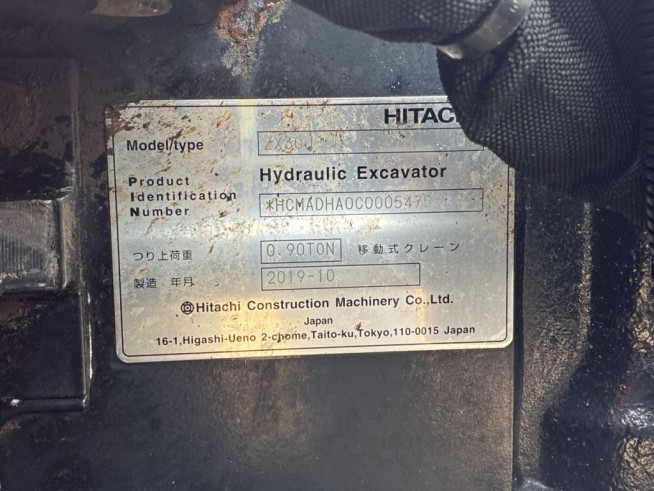 HITAC
Model/type
Hydraulic Excavator
Product
Identification
Number
つり上荷重 0.90TON 移動式クレーン
製造 年月 2019-10
Hitachi Construction Machinery Co.,Ltd.
Japan
16-1,Higashi-Ueno 2-chome,Taito-ku,Tokyo,110-0015 Japan